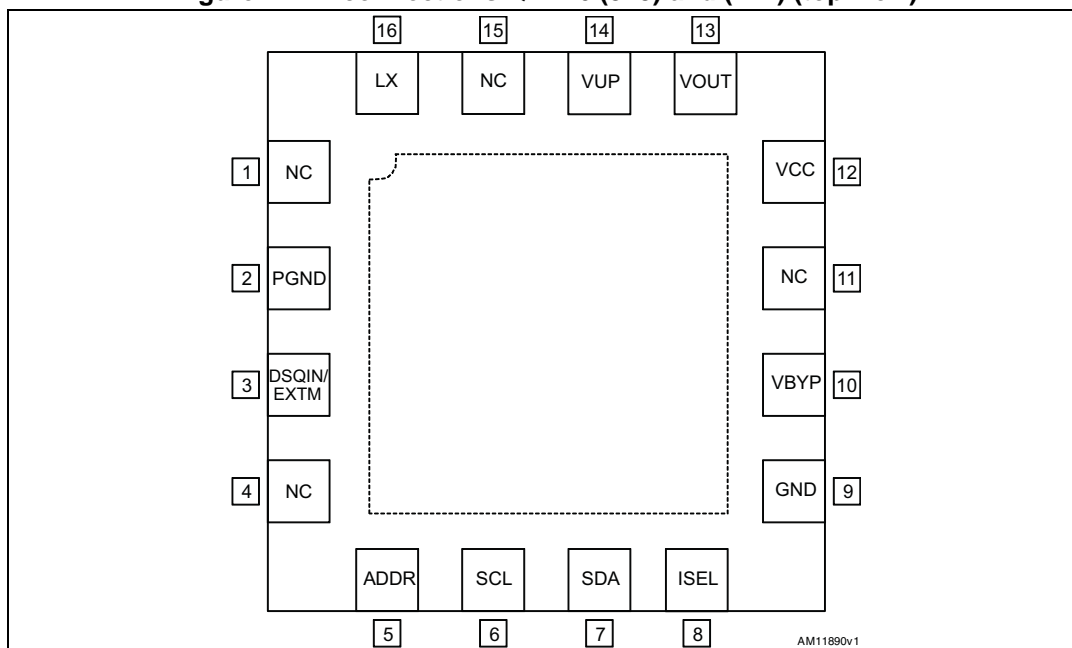 16 15 14 13
LX NC VUP VOUT
1 NC VCC 12
2 PGND NC 11
3 DSQIN/
EXTM VBYP 10
4 NC GND 9
ADDR SCL SDA ISEL
5 6 7 8
AM11890v1